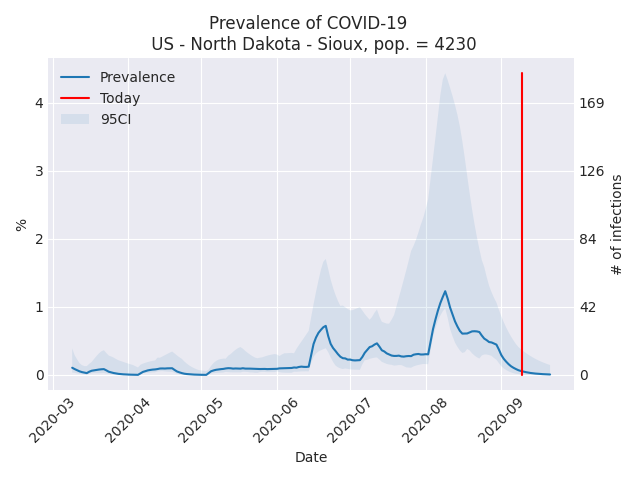 Prevalence of COVID-19
US - North Dakota - Sioux, pop. = 4230
Prevalence
Today
95CI
%
4
3
2
1
0
169
126
84
42
0
# of infections
2020-03
2020-04
2020-05
2020-06
2020-07
2020-08
2020-09
Date